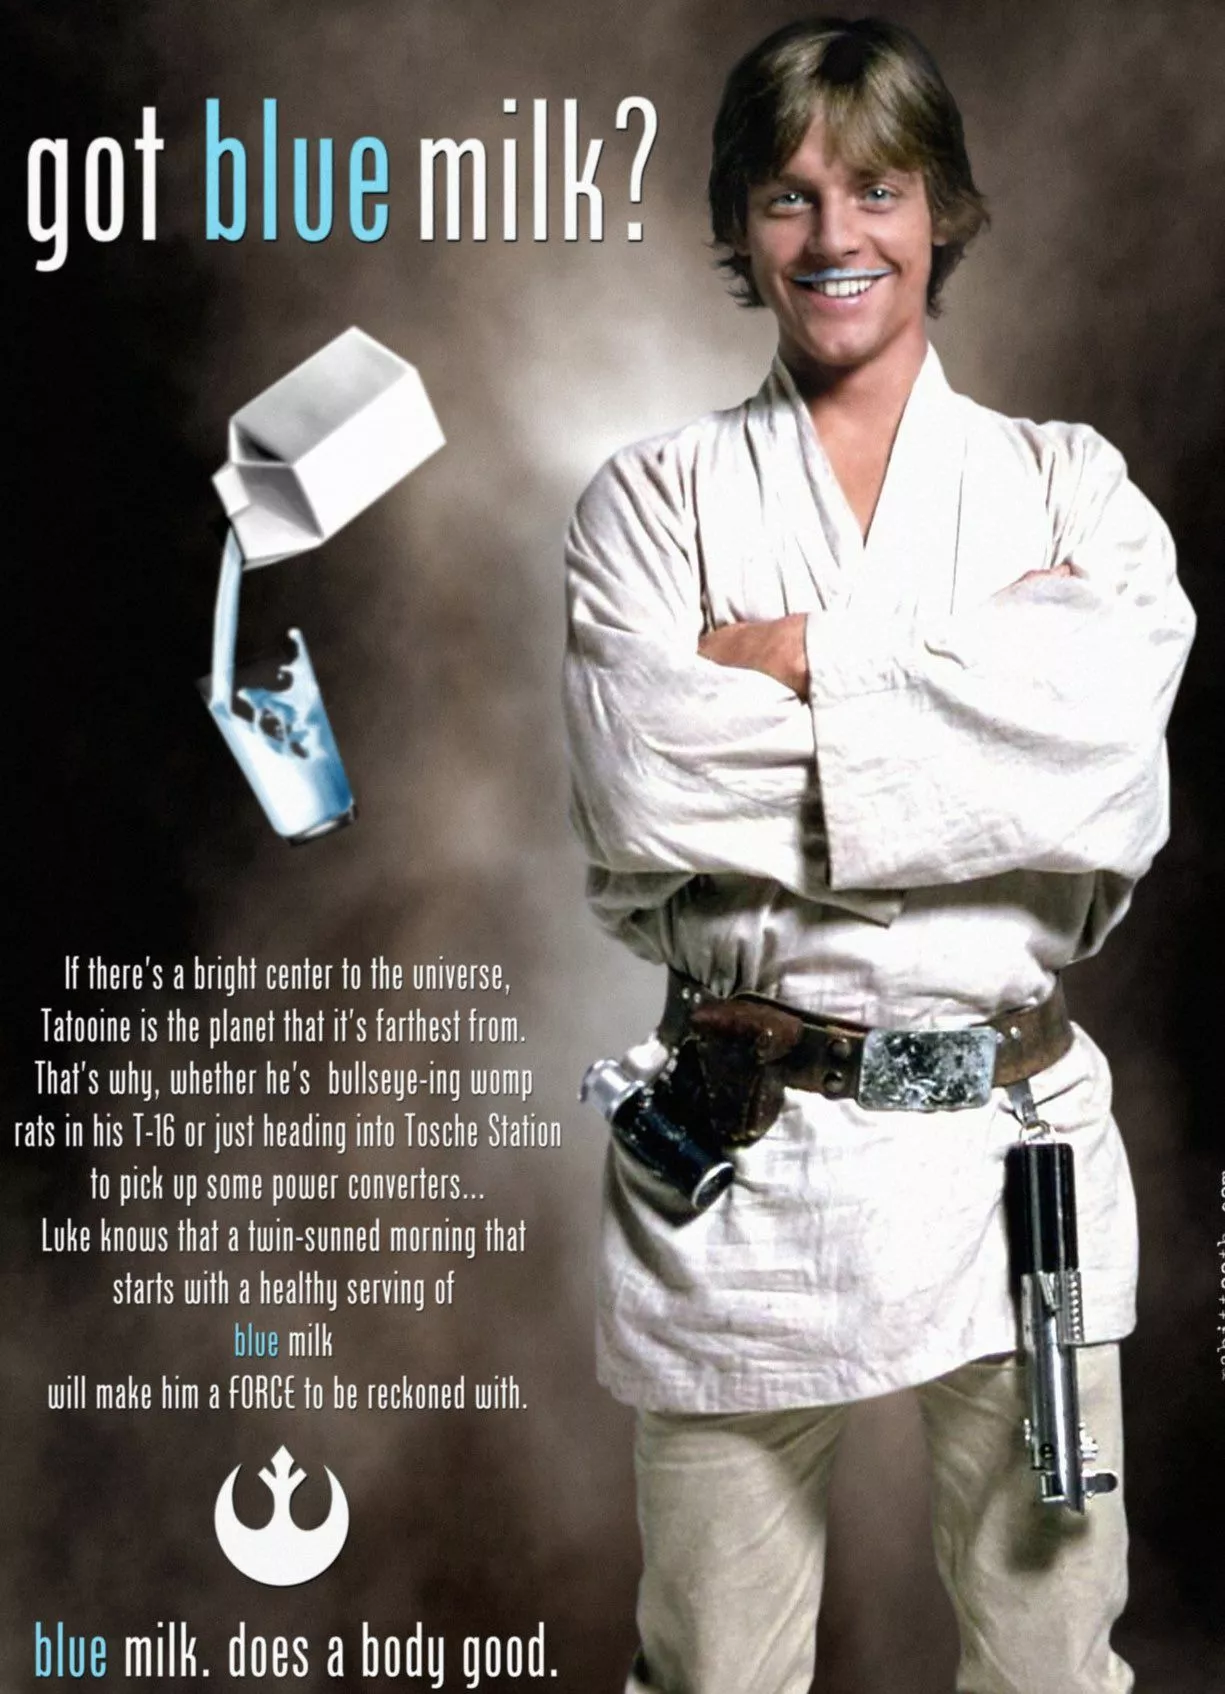 got blue milk?
If there's a bright center to the universe,
Tatooine is the planet that it's farthest from.
That's why, whether he's bullseye-ing womp
rats in his T-16 or just heading into Tosche Station
to pick up some power converters...
Luke knows that a twin-sunned morning that
starts with a healthy serving of
blue milk
will make him a FORCE to be reckoned with.
blue milk. does a body good.